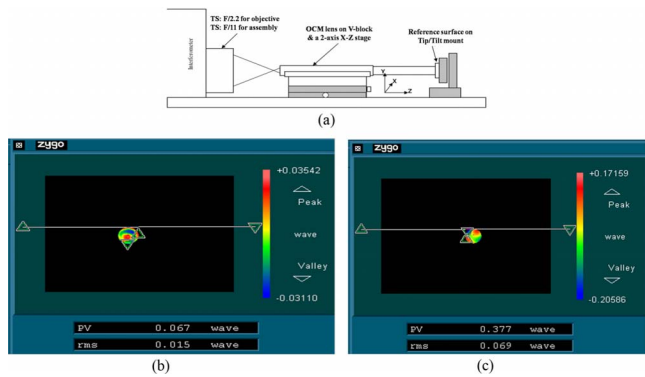 TS: F/2.2 for objective
TS: F/11 for assembly
OCM lens on V-block
& a 2-axis X-Z stage
Reference surface on
Tip/Tilt mount
Interferometer
Y
X
Z
(a)
zygo
+0.03542
Peak
wave
Valley
-0.03110
PV 0.067 wave
rms 0.015 wave
(b)
zygo
+0.17159
Peak
wave
Valley
-0.20586
PV 0.377 wave
rms 0.069 wave
(c)